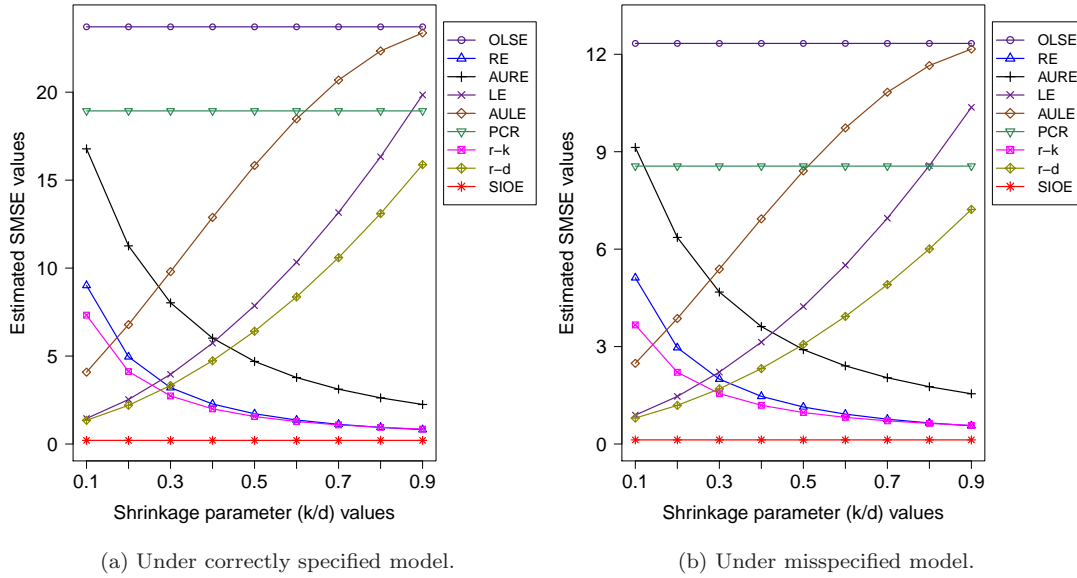 Estimated SMSE values
20
15
10
5
0
0.1 0.3 0.5 0.7 0.9
Shrinkage parameter (k/d) values
OLSE
RE
AURE
LE
AULE
PCR
r−k
r−d
SIOE
(a) Under correctly specified model.
Estimated SMSE values
12
9
6
3
0
0.1 0.3 0.5 0.7 0.9
Shrinkage parameter (k/d) values
OLSE
RE
AURE
LE
AULE
PCR
r−k
r−d
SIOE
(b) Under misspecified model.